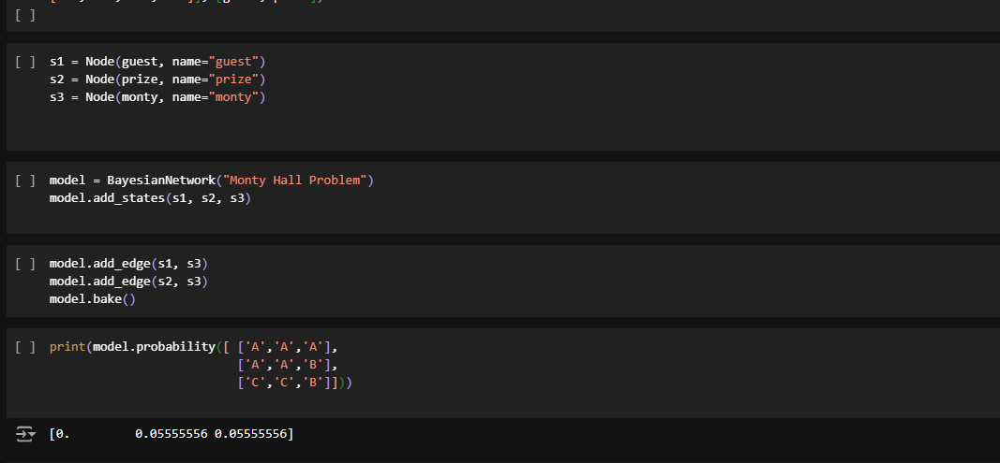 [ ]
[ ] s1 = Node(guest, name="guest")
s2 = Node(prize, name="prize")
s3 = Node(monty, name="monty")
[ ] model = BayesianNetwork("Monty Hall Problem")
model.add_states(s1, s2, s3)
[ ] model.add_edge(s1, s3)
model.add_edge(s2, s3)
model.bake()
[ ] print(model.probability([ ['A','A','A'],
['A','A','B'],
['C','C','B']]))
[0. 0.05555556 0.05555556]